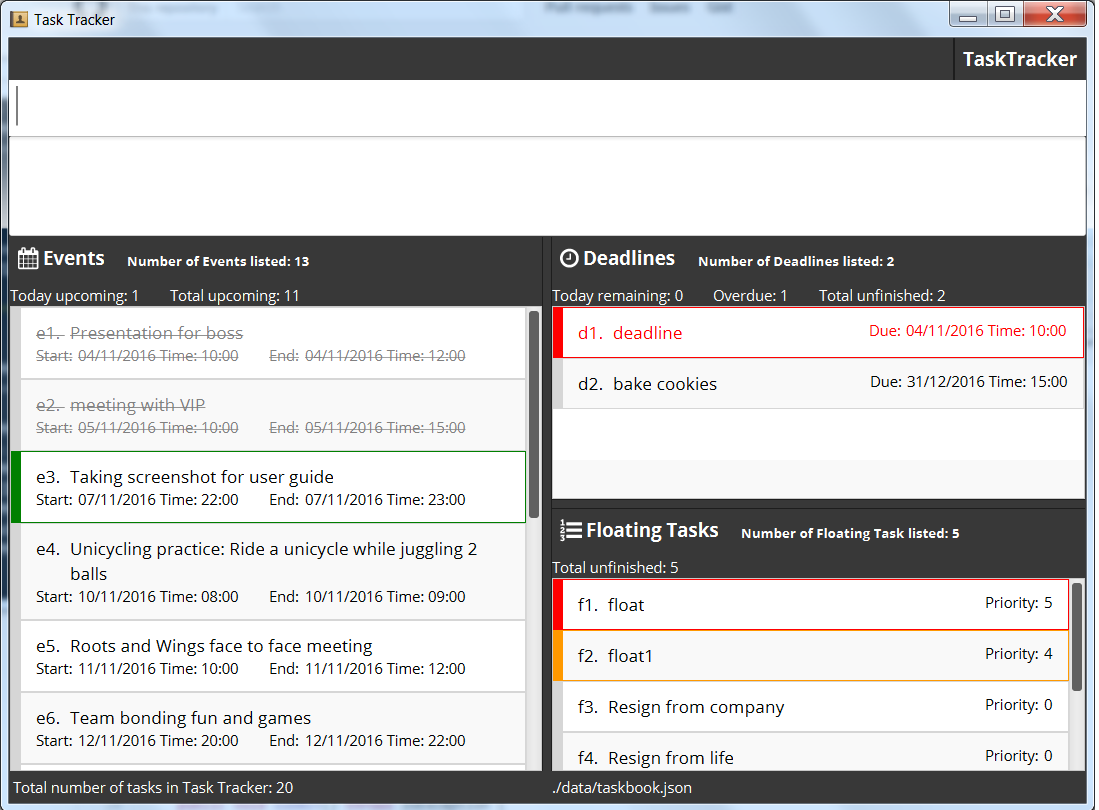 Pull requests Issues Gist
Task Tracker
TaskTracker
Events Number of Events listed: 13
Today upcoming: 1 Total upcoming: 11
e1. Presentation for boss
Start: 04/11/2016 Time: 10:00 End: 04/11/2016 Time: 12:00
e2. meeting with VIP
Start: 05/11/2016 Time: 10:00 End: 05/11/2016 Time: 15:00
e3. Taking screenshot for user guide
Start: 07/11/2016 Time: 22:00 End: 07/11/2016 Time: 23:00
e4. Unicycling practice: Ride a unicycle while juggling 2
balls
Start: 10/11/2016 Time: 08:00 End: 10/11/2016 Time: 09:00
e5. Roots and Wings face to face meeting
Start: 11/11/2016 Time: 10:00 End: 11/11/2016 Time: 12:00
e6. Team bonding fun and games
Start: 12/11/2016 Time: 20:00 End: 12/11/2016 Time: 22:00
Deadlines Number of Deadlines listed: 2
Today remaining: 0 Overdue: 1 Total unfinished: 2
d1. deadline Due: 04/11/2016 Time: 10:00
d2. bake cookies Due: 31/12/2016 Time: 15:00
Floating Tasks Number of Floating Task listed: 5
Total unfinished: 5
f1. float Priority: 5
f2. float1 Priority: 4
f3. Resign from company Priority: 0
f4. Resign from life Priority: 0
Total number of tasks in Task Tracker: 20
./data/taskbook.json